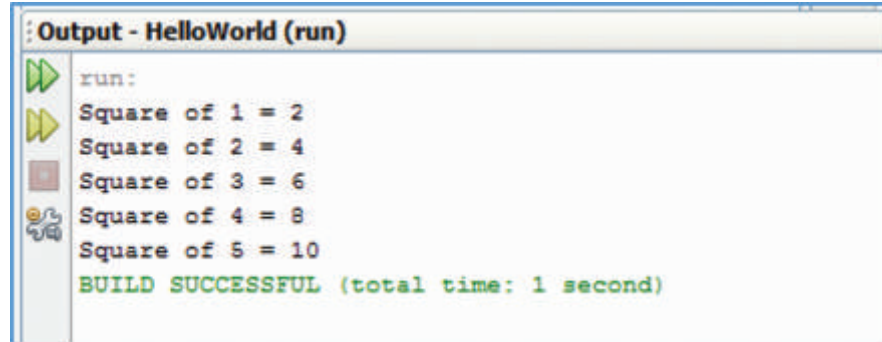 Output - HelloWorld (run)
run:
Square of 1 = 2
Square of 2 = 4
Square of 3 = 6
Square of 4 = 8
Square of 5 = 10
BUILD SUCCESSFUL (total time: 1 second)